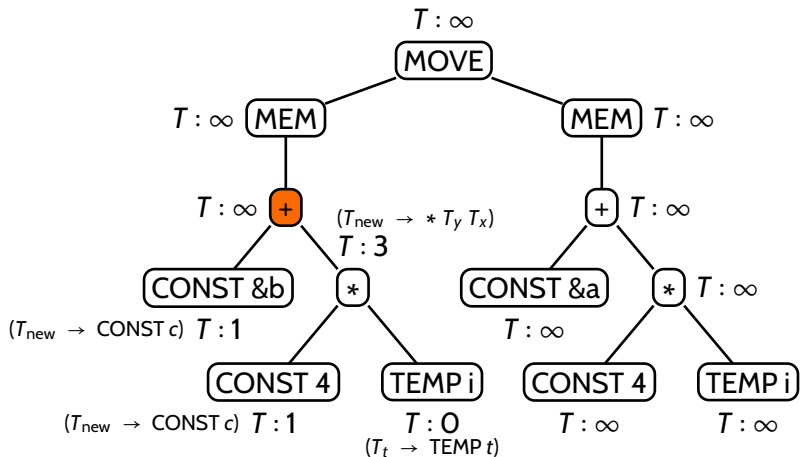 T : ∞
MOVE
T : ∞ MEM MEM T : ∞
T : ∞ + (T_new → * T_y T_x) + T : ∞
T : 3
CONST &b * CONST &a * T : ∞
(T_new → CONST c) T : 1 T : ∞
CONST 4 TEMP i CONST 4 TEMP i
(T_new → CONST c) T : 1 T : 0 T : ∞ T : ∞
(T_t → TEMP t)